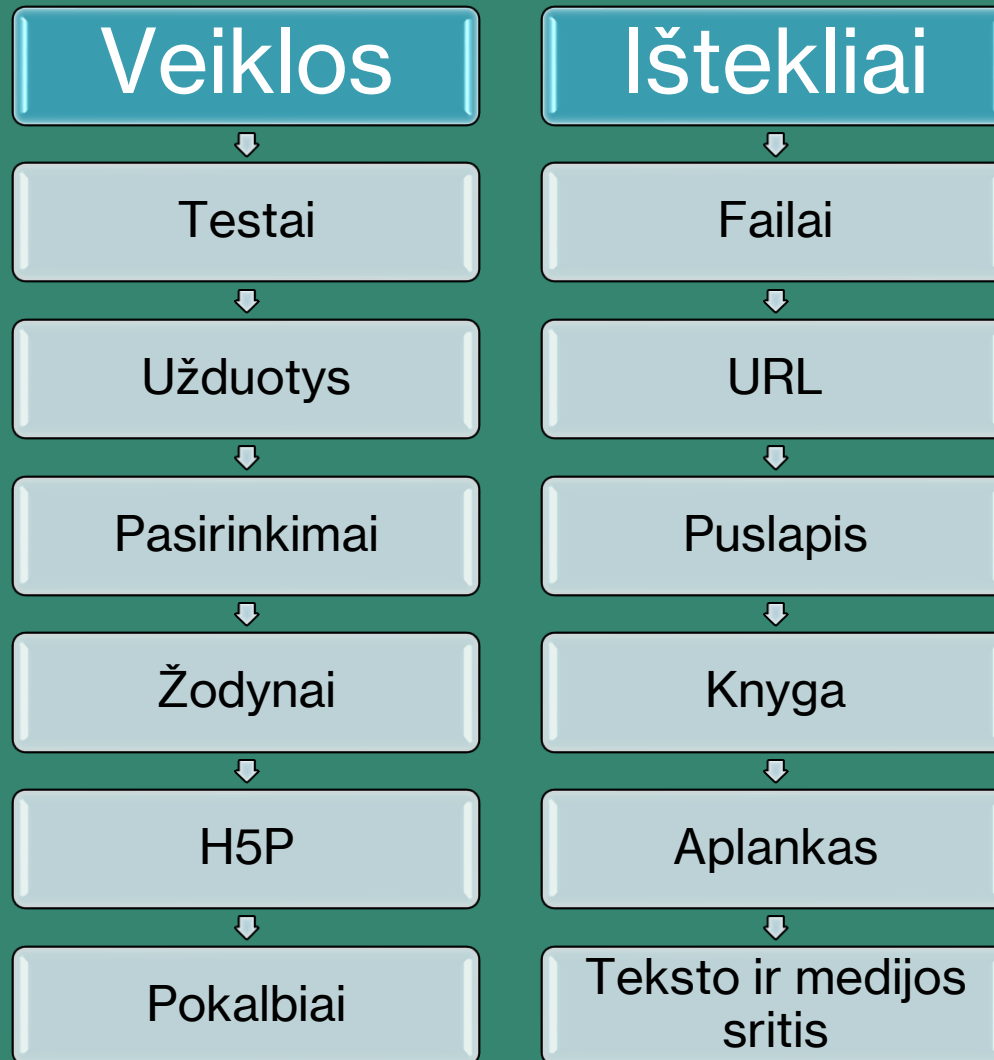 Veiklos
Testai
Užduotys
Pasirinkimai
Žodynai
H5P
Pokalbiai
Ištekliai
Failai
URL
Puslapis
Knyga
Aplankas
Teksto ir medijos
sritis